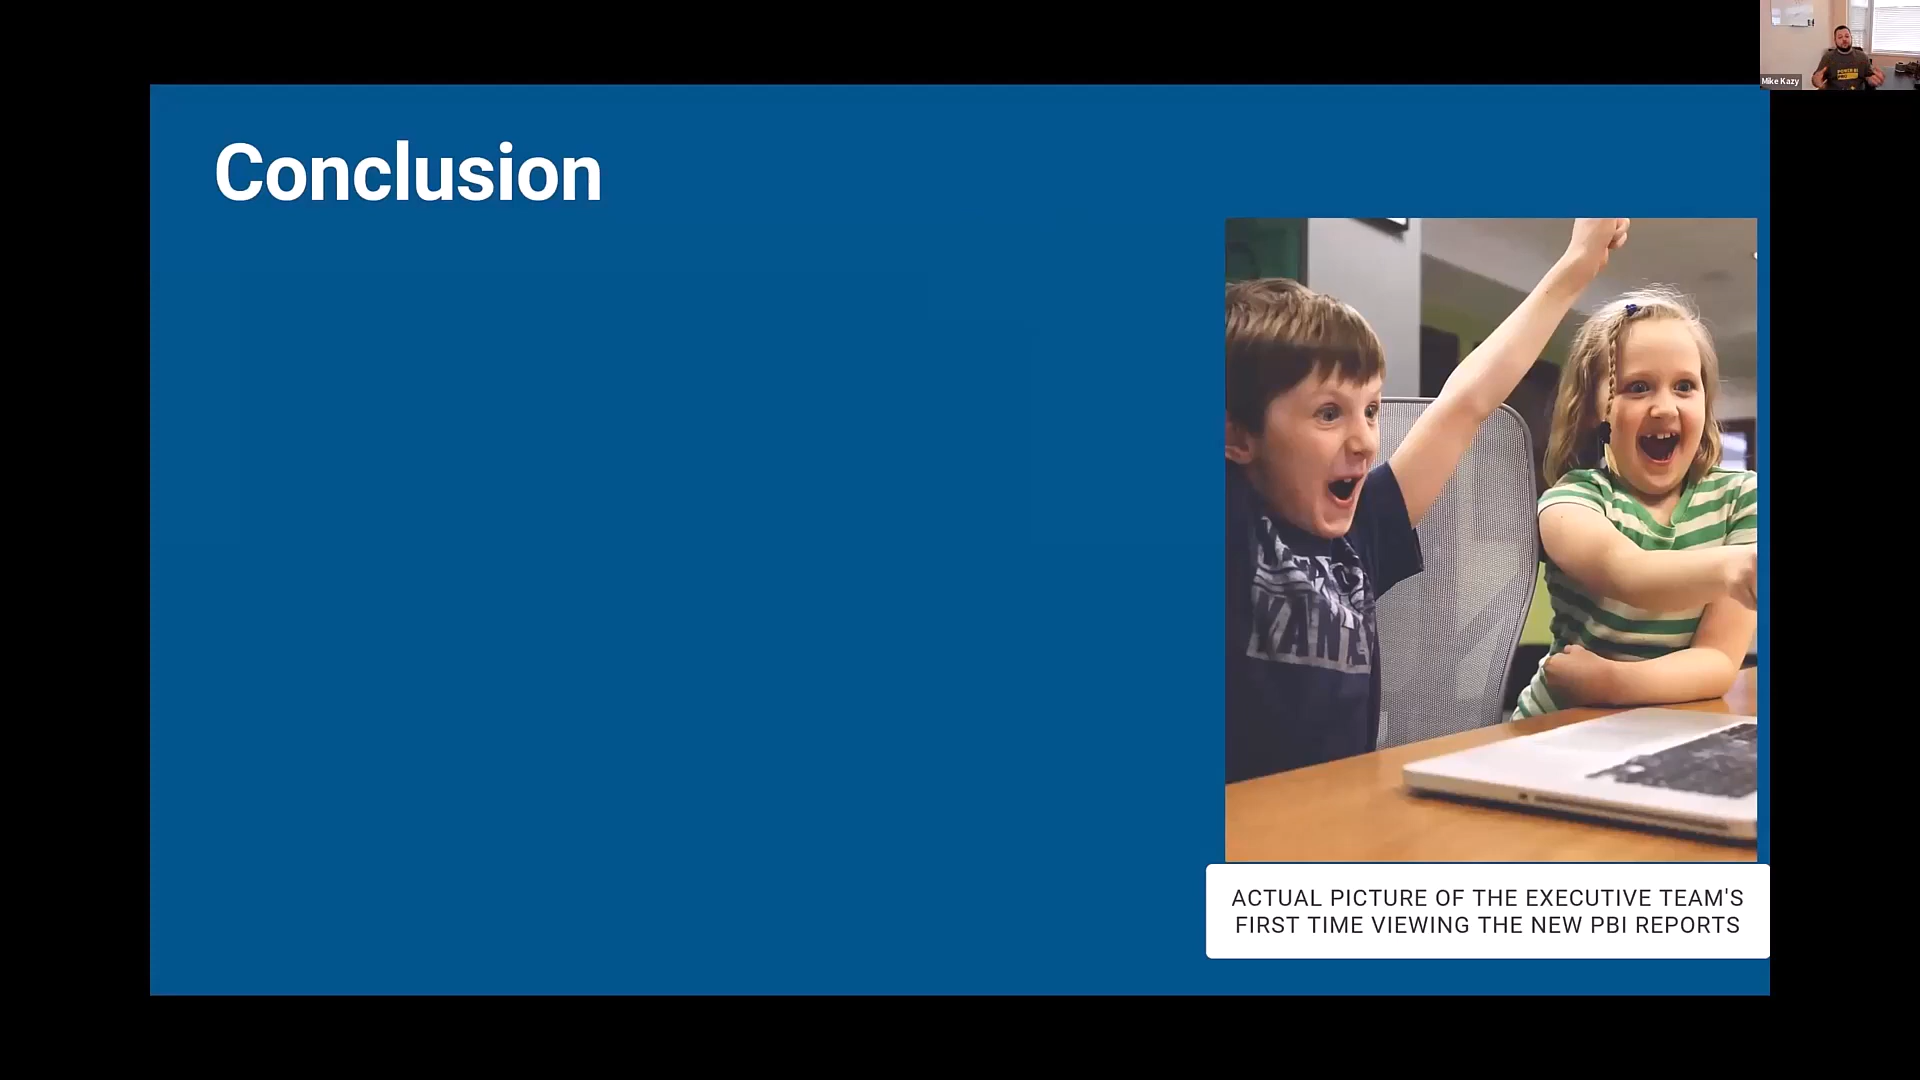 Mike Kazy
Conclusion
ACTUAL PICTURE OF THE EXECUTIVE TEAM'S
FIRST TIME VIEWING THE NEW PBI REPORTS